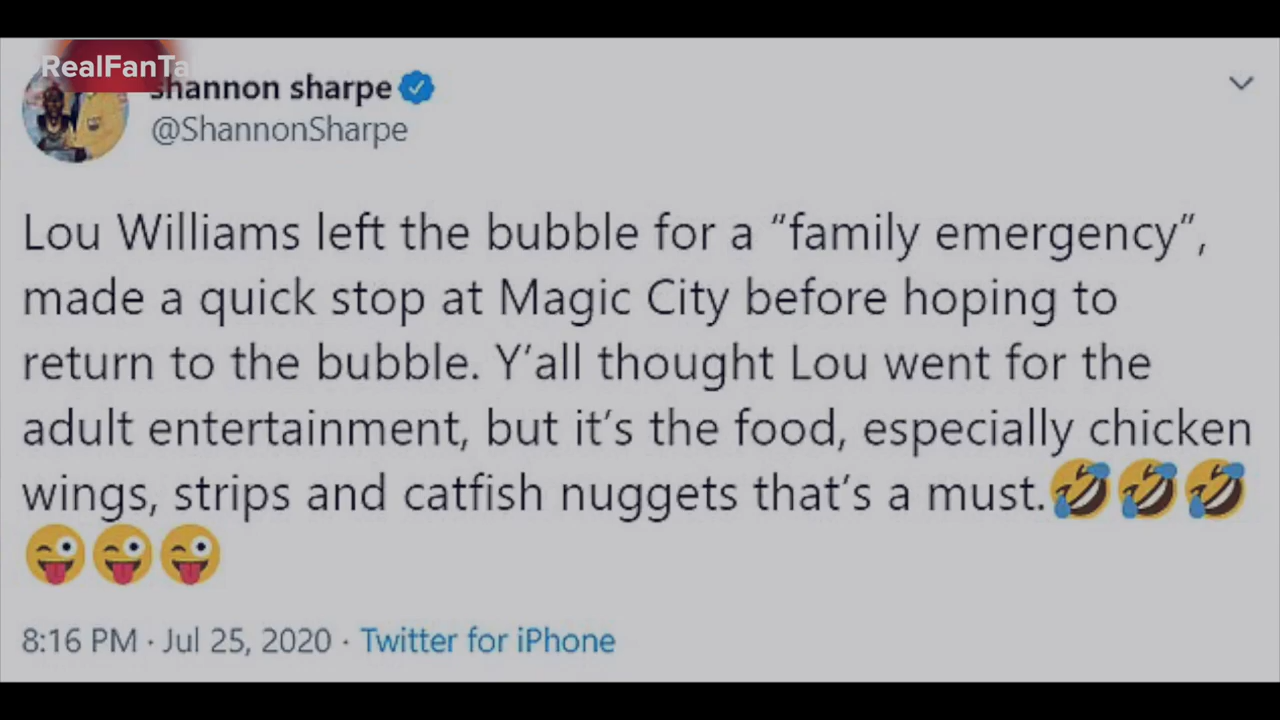 RealFanTa
shannon sharpe
@ShannonSharpe
Lou Williams left the bubble for a “family emergency”,
made a quick stop at Magic City before hoping to
return to the bubble. Y’all thought Lou went for the
adult entertainment, but it’s the food, especially chicken
wings, strips and catfish nuggets that’s a must.🤣🤣🤣
😜😜😜
8:16 PM · Jul 25, 2020 · Twitter for iPhone